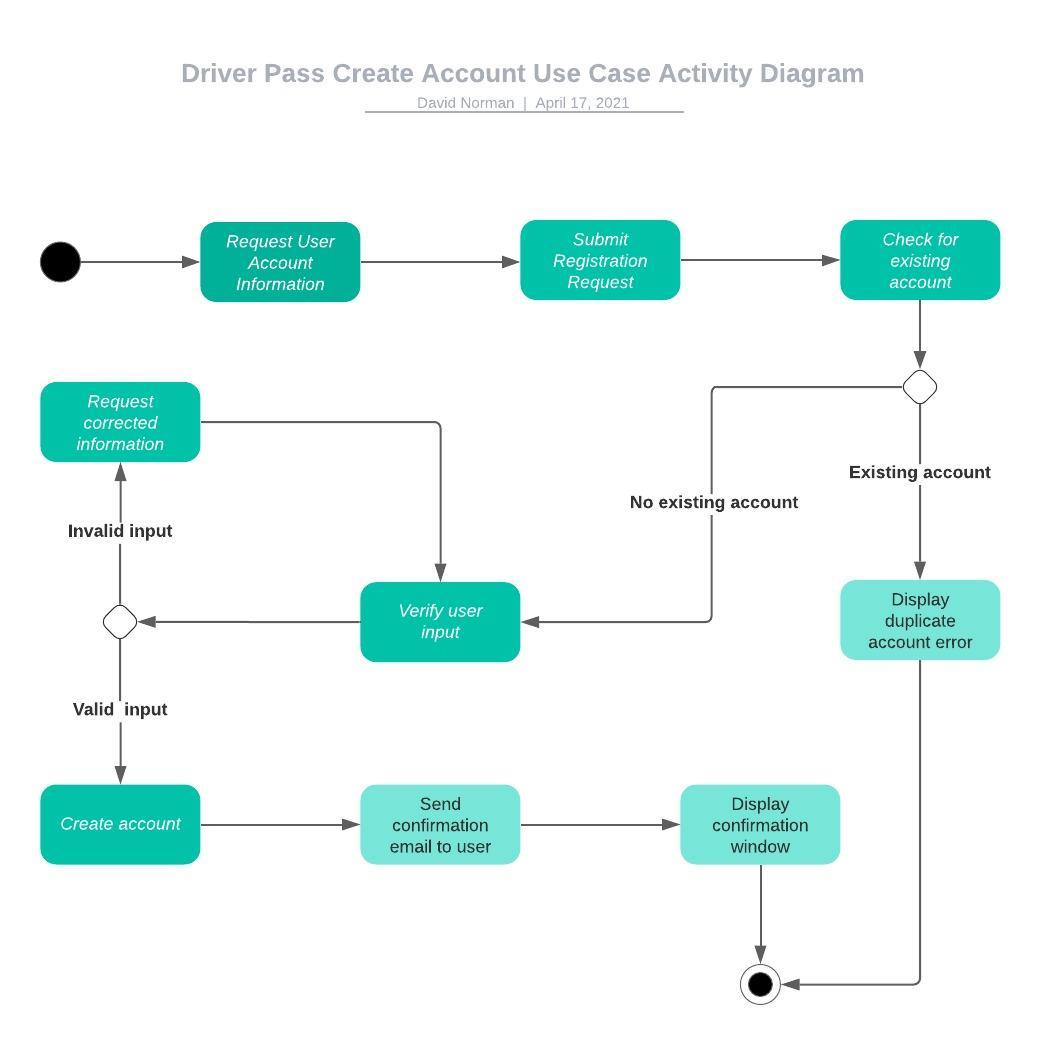 Driver Pass Create Account Use Case Activity Diagram
David Norman | April 17, 2021
Request User
Account
Information
Submit
Registration
Request
Check for
existing
account
Request
corrected
information
Existing account
No existing account
Invalid input
Verify user
input
Display
duplicate
account error
Valid  input
Create account
Send
confirmation
email to user
Display
confirmation
window